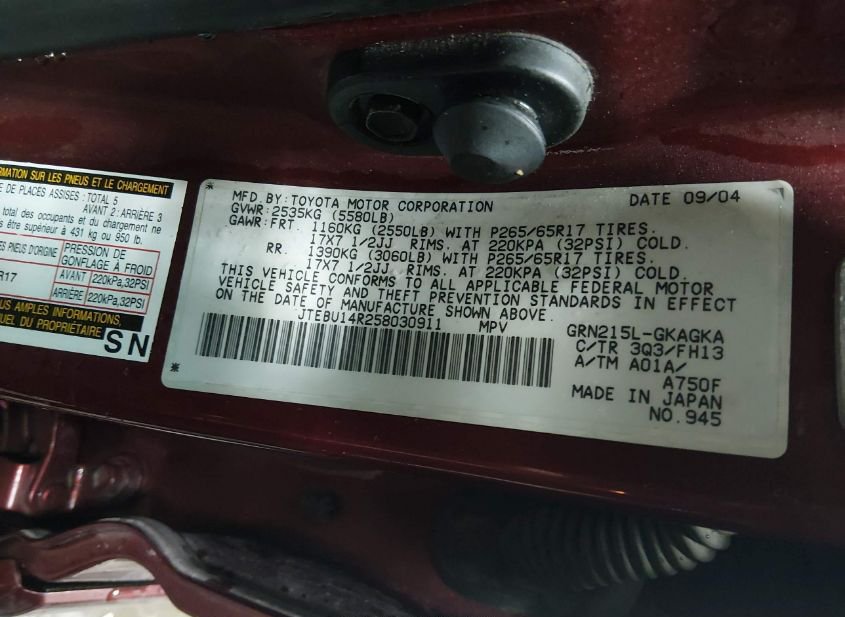 RMATION SUR LES PNEUS ET LE CHARGEMENT
E DE PLACES ASSISES : TOTAL 5
AVANT 2 : ARRIÈRE 3
total des occupants et du chargement ne
être supérieur à 431 kg ou 950 lb.
S PNEUS D'ORIGINE
PRESSION DE
GONFLAGE À FROID
R17
AVANT 220kPa,32PSI
ARRIÈRE 220kPa,32PSI
US AMPLES INFORMATIONS,
UEL DU PROPRIÉTAIRE
SN
MFD.BY:TOYOTA MOTOR CORPORATION
DATE 09/04
GVWR:2535KG (5580LB)
GAWR:FRT. 1160KG (2550LB) WITH P265/65R17 TIRES.
17X7 1/2JJ RIMS. AT 220KPA (32PSI) COLD.
RR. 1390KG (3060LB) WITH P265/65R17 TIRES.
17X7 1/2JJ RIMS. AT 220KPA (32PSI) COLD.
THIS VEHICLE CONFORMS TO ALL APPLICABLE FEDERAL MOTOR
VEHICLE SAFETY AND THEFT PREVENTION STANDARDS IN EFFECT
ON THE DATE OF MANUFACTURE SHOWN ABOVE.
JTEBU14R258030911 MPV
GRN215L-GKAGKA
C/TR 3Q3/FH13
A/TM A01A/
A750F
MADE IN JAPAN
NO.945